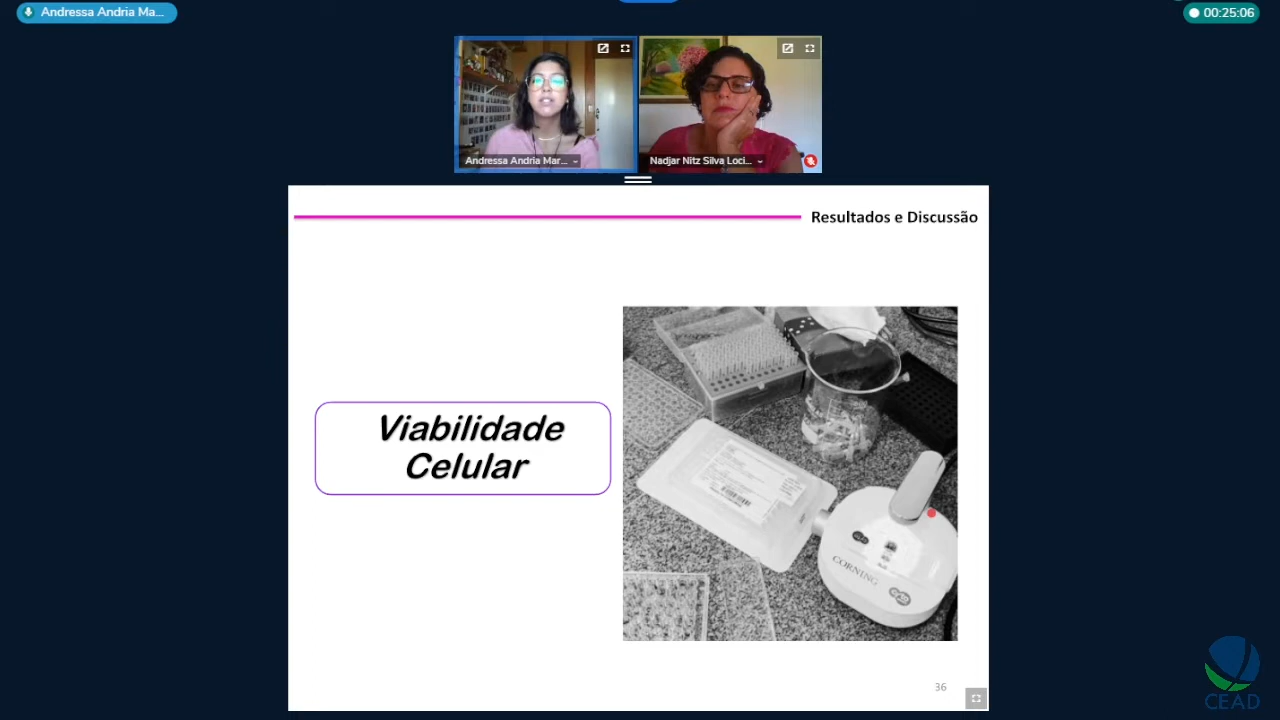 Andressa Andria Ma...
00:25:06
Andressa Andria Mar...
Nadjar Nitz Silva Loci...
Resultados e Discussão
Viabilidade
Celular
CORNING
36
CEAD